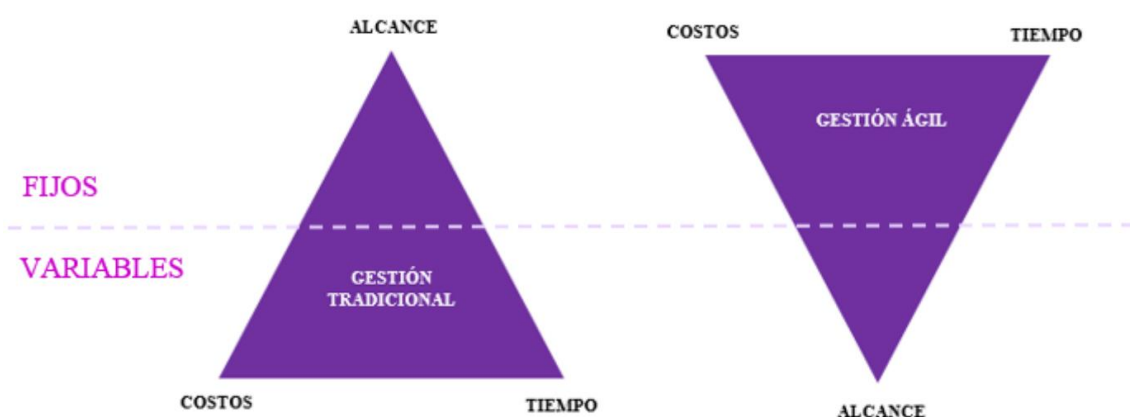 ALCANCE
COSTOS
TIEMPO
GESTIÓN ÁGIL
FIJOS
VARIABLES
GESTIÓN
TRADICIONAL
COSTOS
TIEMPO
ALCANCE